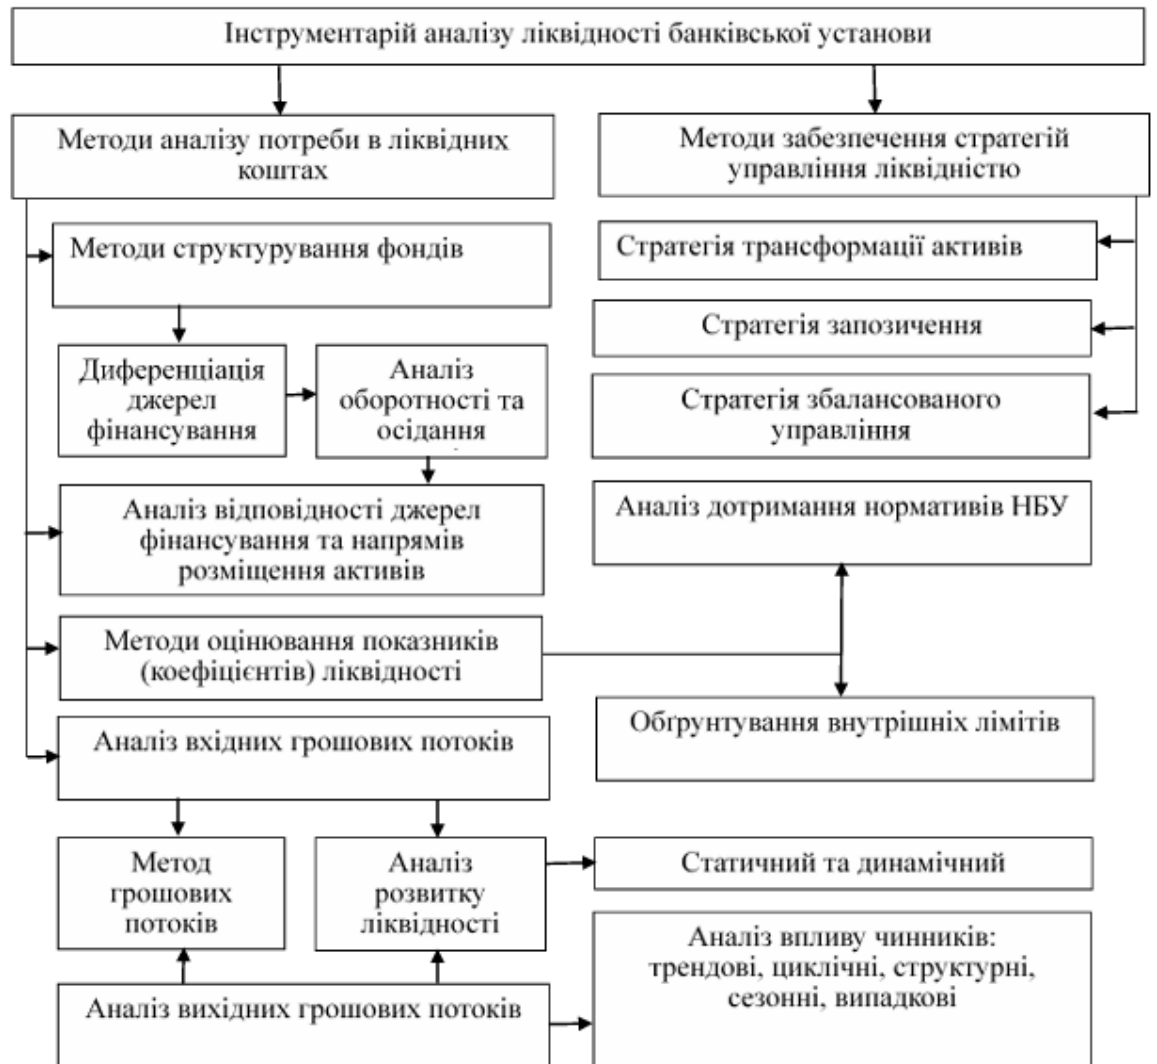 Інструментарій аналізу ліквідності банківської установи
Методи аналізу потреби в ліквідних
коштах
Методи забезпечення стратегій
управління ліквідністю
Методи структурування фондів
Стратегія трансформації активів
Стратегія запозичення
Диференціація
джерел
фінансування
Аналіз
оборотності та
осідання
Стратегія збалансованого
управління
Аналіз відповідності джерел
фінансування та напрямів
розміщення активів
Аналіз дотримання нормативів НБУ
Методи оцінювання показників
(коефіцієнтів) ліквідності
Аналіз вхідних грошових потоків
Обґрунтування внутрішніх лімітів
Метод
грошових
потоків
Аналіз
розвитку
ліквідності
Статичний та динамічний
Аналіз вихідних грошових потоків
Аналіз впливу чинників:
трендові, циклічні, структурні,
сезонні, випадкові